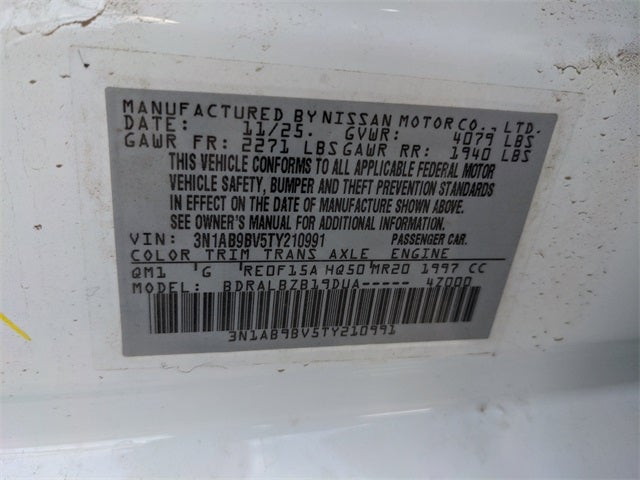 MANUFACTURED BY NISSAN MOTOR CO., LTD.
DATE: 11/25. GVWR: 4079 LBS
GAWR FR: 2271 LBS GAWR RR: 1940 LBS
THIS VEHICLE CONFORMS TO ALL APPLICABLE FEDERAL MOTOR
VEHICLE SAFETY, BUMPER AND THEFT PREVENTION STANDARDS
IN EFFECT ON THE DATE OF MANUFACTURE SHOWN ABOVE.
SEE OWNER'S MANUAL FOR ADDITIONAL INFORMATION.
VIN: 3N1AB9BV5TY210991 PASSENGER CAR.
COLOR TRIM TRANS AXLE ENGINE
QM1 G RE0F15A HQ50 MR20 1997 CC
MODEL: BDRALBZB19DUA----- 4Z000
3N1AB9BV5TY210991